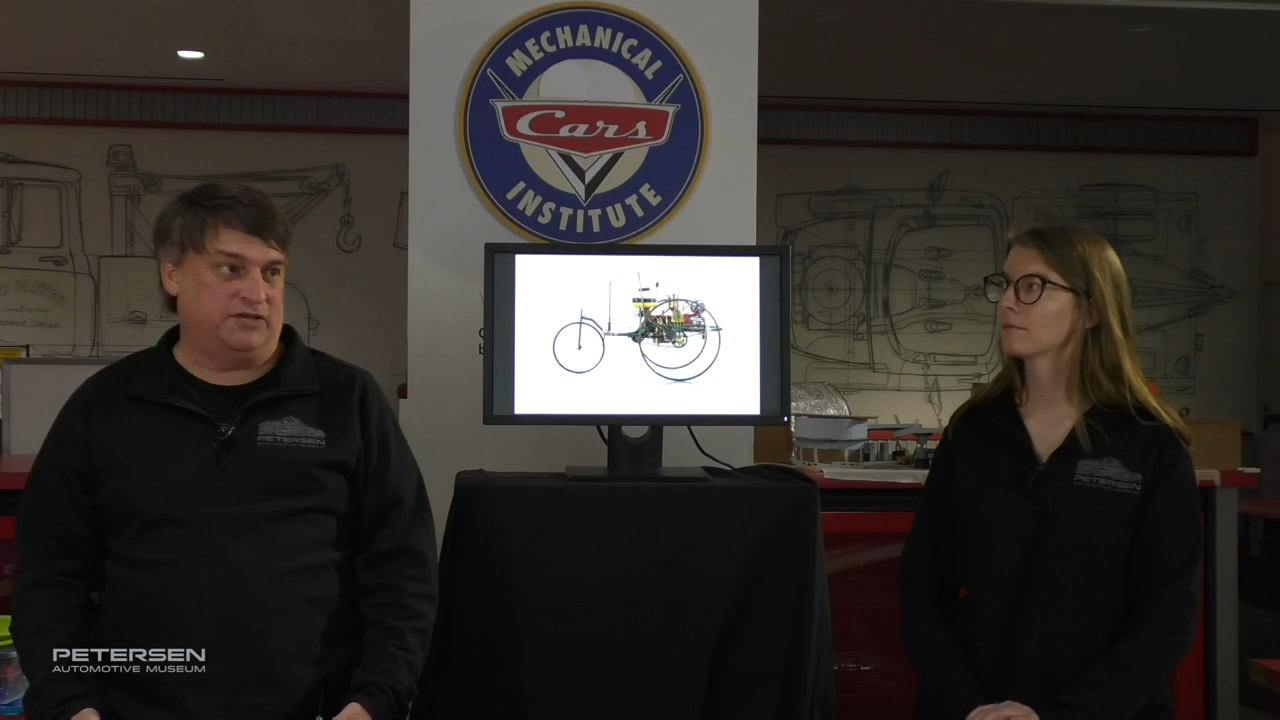 MECHANICAL
Cars
INSTITUTE
PETERSEN
PETERSEN
PETERSEN
AUTOMOTIVE MUSEUM